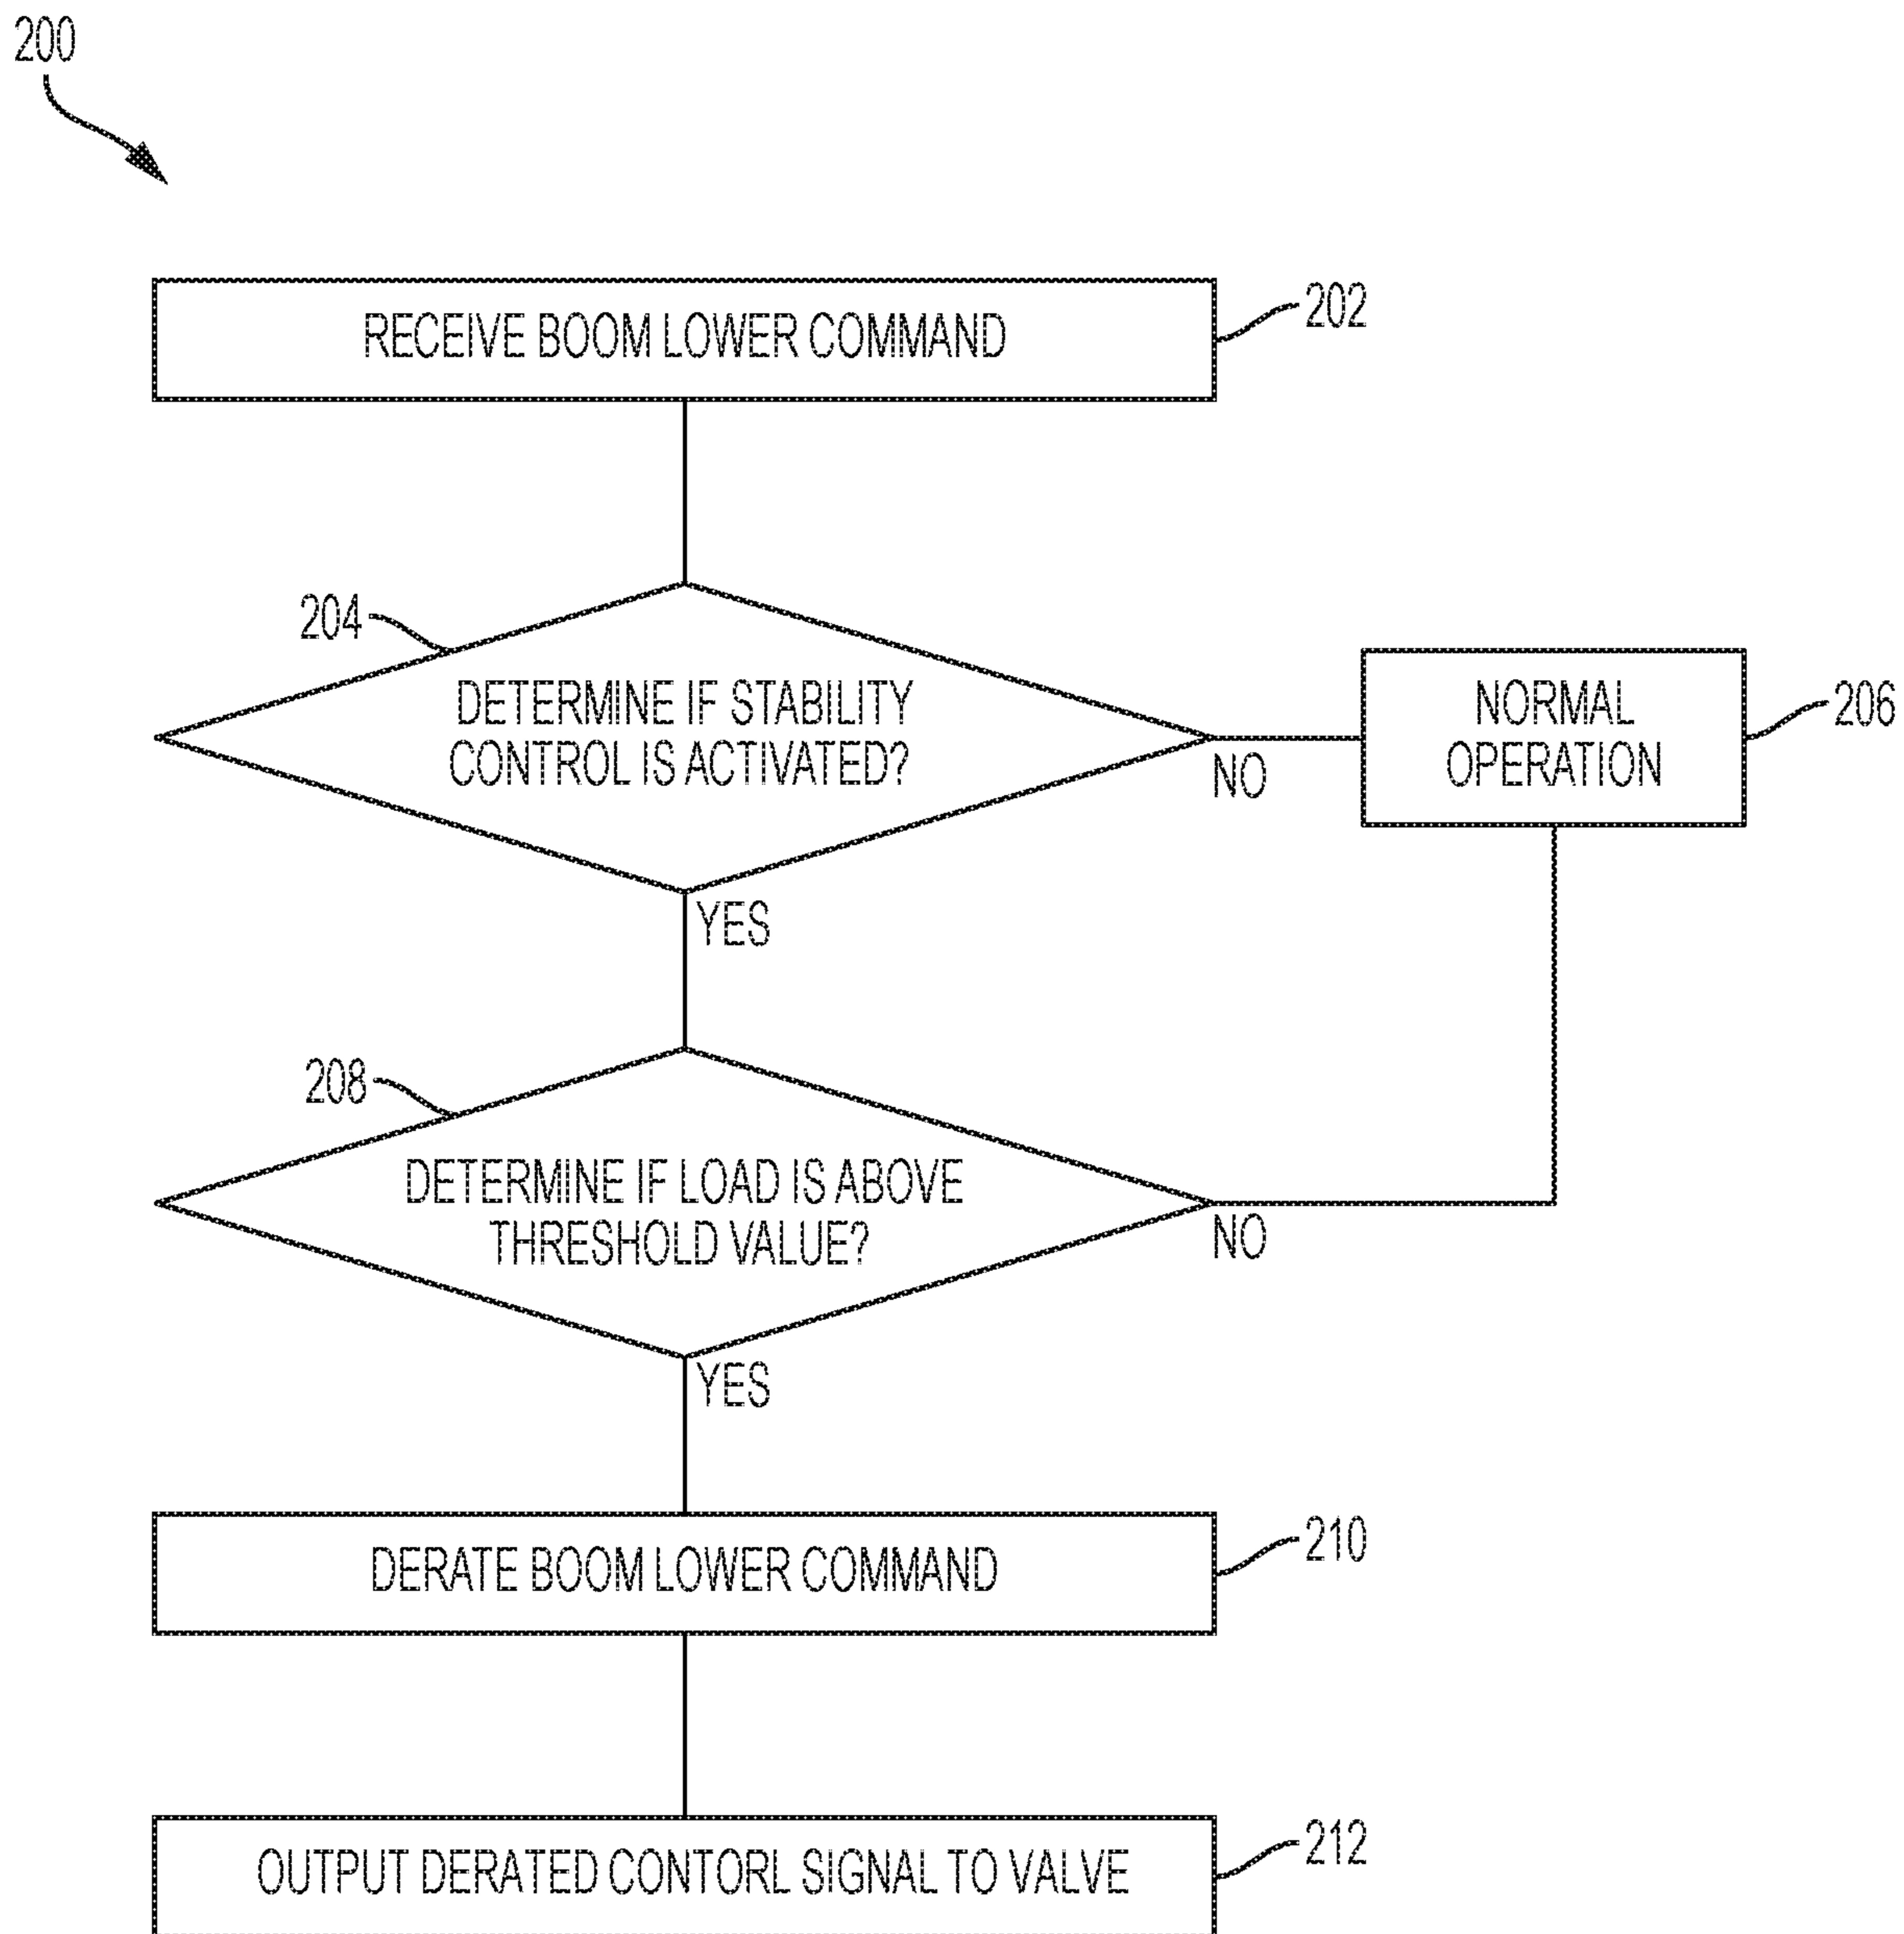 200
RECEIVE BOOM LOWER COMMAND
202
204
DETERMINE IF STABILITY
CONTROL IS ACTIVATED?
NO
NORMAL
OPERATION
206
YES
208
DETERMINE IF LOAD IS ABOVE
THRESHOLD VALUE?
NO
YES
DERATE BOOM LOWER COMMAND
210
OUTPUT DERATED CONTORL SIGNAL TO VALVE
212